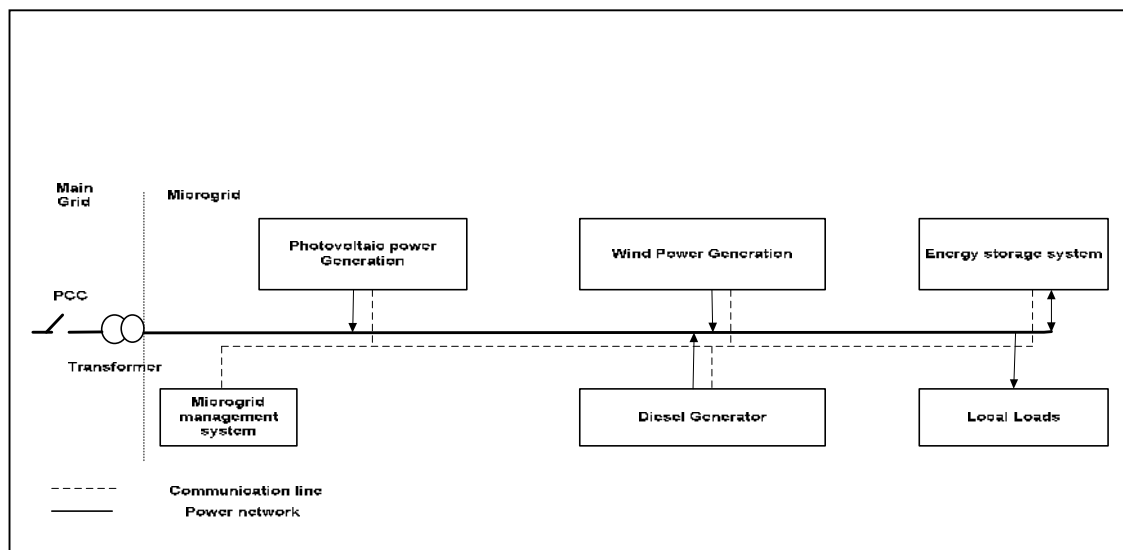 Main
Grid
Microgrid
Photovoltaic power
Generation
Wind Power Generation
Energy storage system
PCC
Transformer
Microgrid
management
system
Diesel Generator
Local Loads
Communication line
Power network